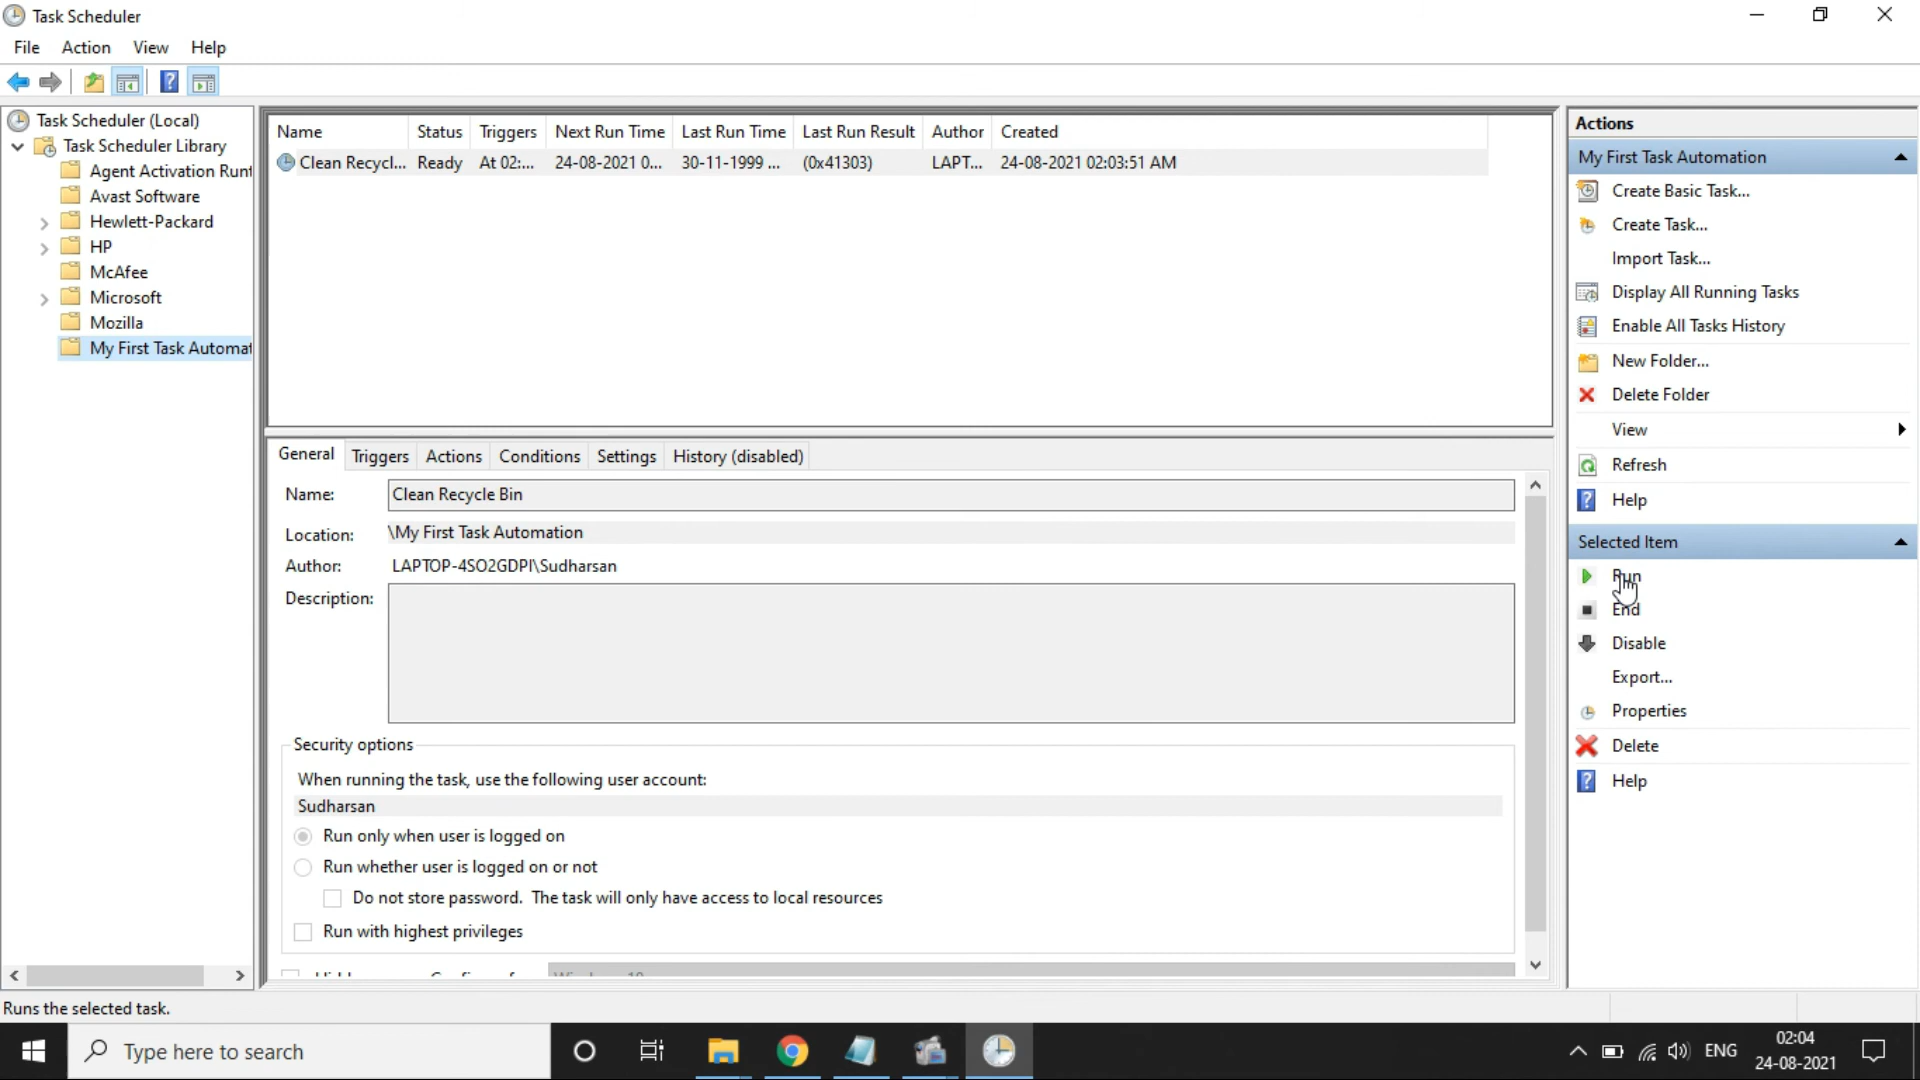 Task Scheduler
File Action View Help
Task Scheduler (Local)
Task Scheduler Library
Agent Activation Runt
Avast Software
Hewlett-Packard
HP
McAfee
Microsoft
Mozilla
My First Task Automat
Name Status Triggers Next Run Time Last Run Time Last Run Result Author Created
Clean Recycl... Ready At 02:... 24-08-2021 0... 30-11-1999 ... (0x41303) LAPT... 24-08-2021 02:03:51 AM
General Triggers Actions Conditions Settings History (disabled)
Name: Clean Recycle Bin
Location: \My First Task Automation
Author: LAPTOP-4SO2GDPI\Sudharsan
Description:
Security options
When running the task, use the following user account:
Sudharsan
Run only when user is logged on
Run whether user is logged on or not
Do not store password. The task will only have access to local resources
Run with highest privileges
Actions
My First Task Automation
Create Basic Task...
Create Task...
Import Task...
Display All Running Tasks
Enable All Tasks History
New Folder...
Delete Folder
View
Refresh
Help
Selected Item
Run
End
Disable
Export...
Properties
Delete
Help
Runs the selected task.
Type here to search
ENG
02:04
24-08-2021